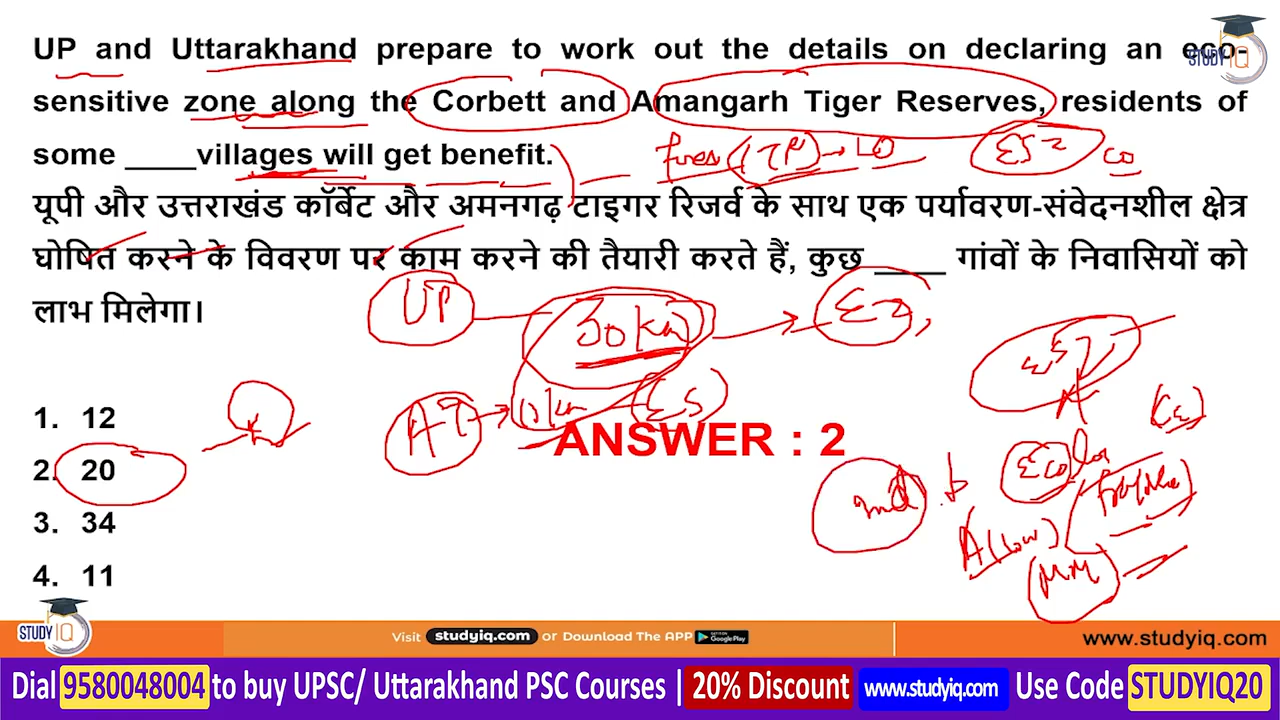 UP and Uttarakhand prepare to work out the details on declaring an eco-
STUDY IQ
sensitive zone along the Corbett and Amangarh Tiger Reserves, residents of
some ____villages will get benefit.
ESZ
यूपी और उत्तराखंड कॉर्बेट और अमनगढ़ टाइगर रिजर्व के साथ एक पर्यावरण-संवेदनशील क्षेत्र
घोषित करने के विवरण पर काम करने की तैयारी करते हैं, कुछ ____ गांवों के निवासियों को
लाभ मिलेगा।
UP
1. 12
2. 20
3. 34
4. 11
ANSWER : 2
STUDY IQ
Visit studyiq.com or Download The APP GET IT ON Google Play
www.studyiq.com
Dial 9580048004 to buy UPSC/ Uttarakhand PSC Courses | 20% Discount www.studyiq.com Use Code STUDYIQ20